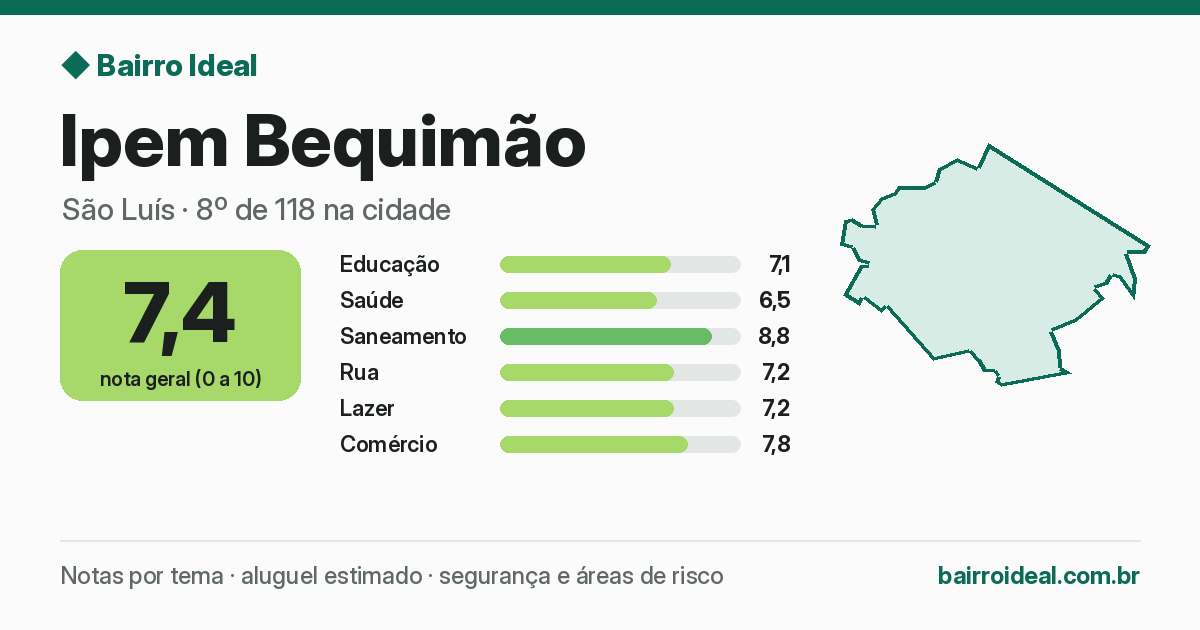 Bairro Ideal
Ipem Bequimão
São Luís · 8º de 118 na cidade
7,4
nota geral (0 a 10)
Educação 7,1
Saúde 6,5
Saneamento 8,8
Rua 7,2
Lazer 7,2
Comércio 7,8
Notas por tema · aluguel estimado · segurança e áreas de risco
bairroideal.com.br